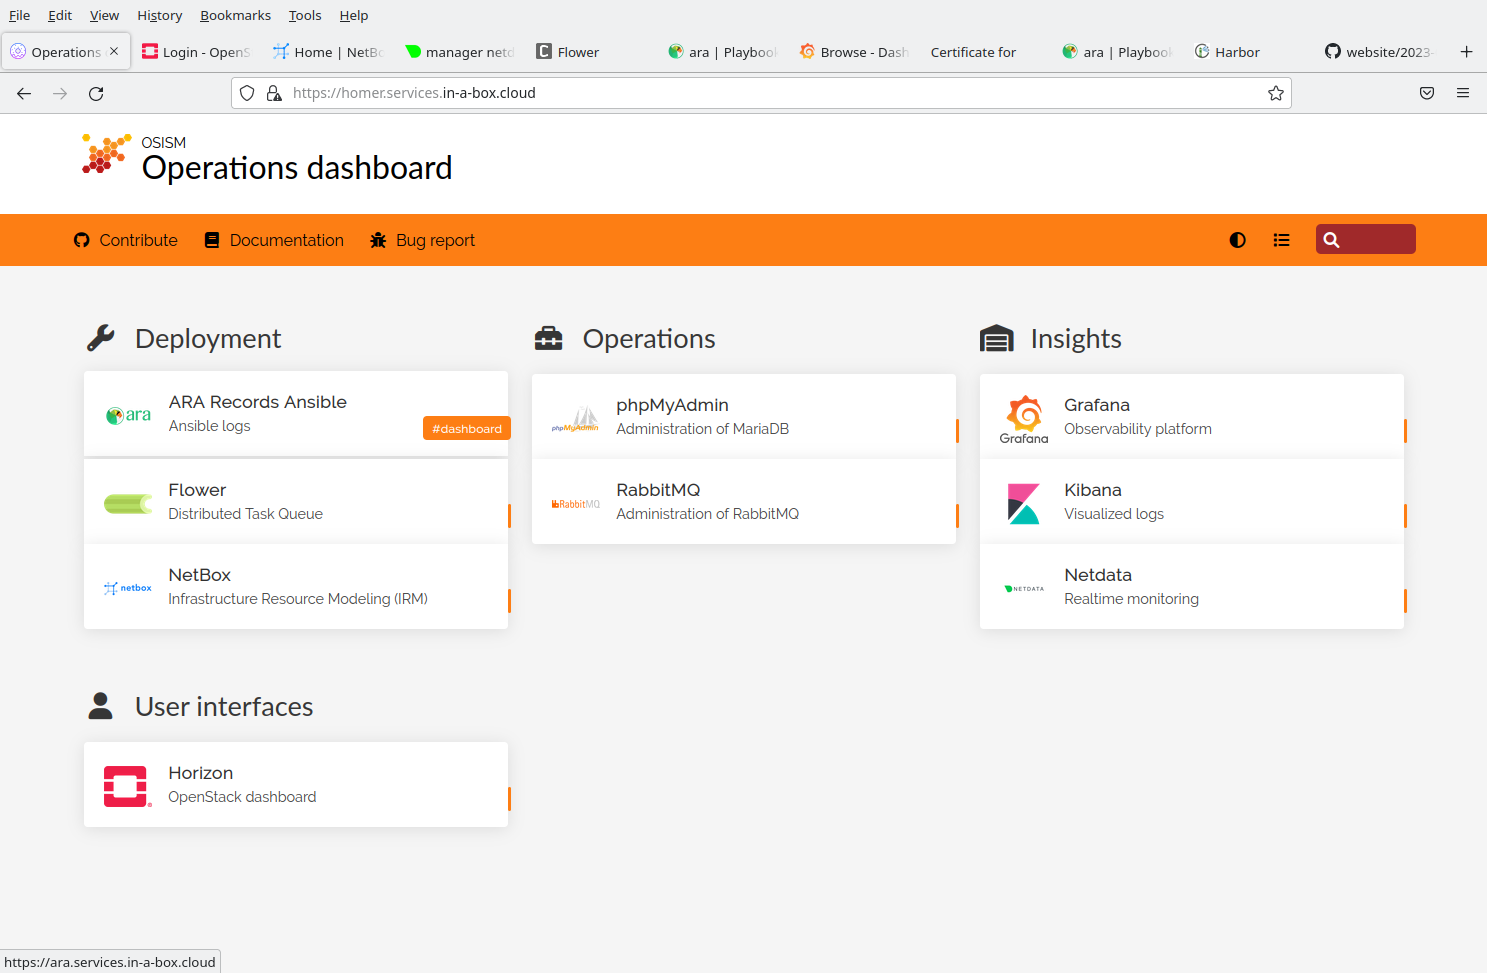 File Edit View History Bookmarks Tools Help
Operations Login - OpenS Home | NetBo manager netd Flower ara | Playbook Browse - Dash Certificate for ara | Playbook Harbor website/2023-
https://homer.services.in-a-box.cloud
OSISM
Operations dashboard
Contribute Documentation Bug report
Deployment
ara
ARA Records Ansible
Ansible logs
#dashboard
Flower
Distributed Task Queue
netbox
NetBox
Infrastructure Resource Modeling (IRM)
Operations
phpMyAdmin
phpMyAdmin
Administration of MariaDB
RabbitMQ
RabbitMQ
Administration of RabbitMQ
Insights
Grafana
Grafana
Observability platform
Kibana
Visualized logs
NETDATA
Netdata
Realtime monitoring
User interfaces
Horizon
OpenStack dashboard
https://ara.services.in-a-box.cloud